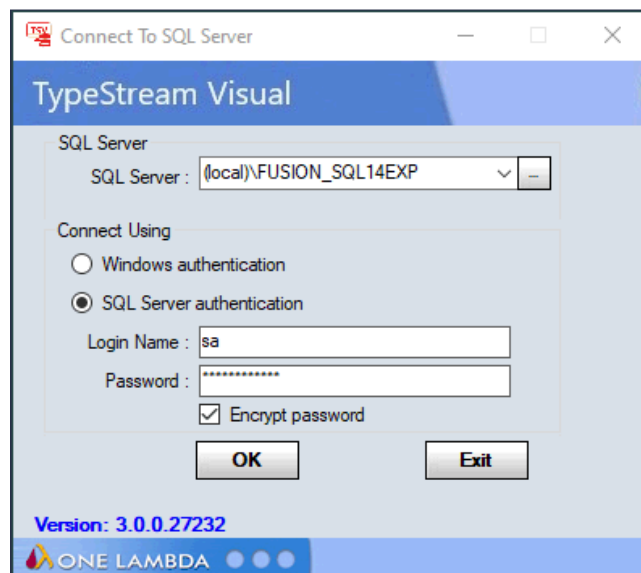 Connect To SQL Server
TypeStream Visual
SQL Server
SQL Server : (local)\FUSION_SQL14EXP
Connect Using
Windows authentication
SQL Server authentication
Login Name : sa
Password : ************
Encrypt password
OK Exit
Version: 3.0.0.27232
ONE LAMBDA